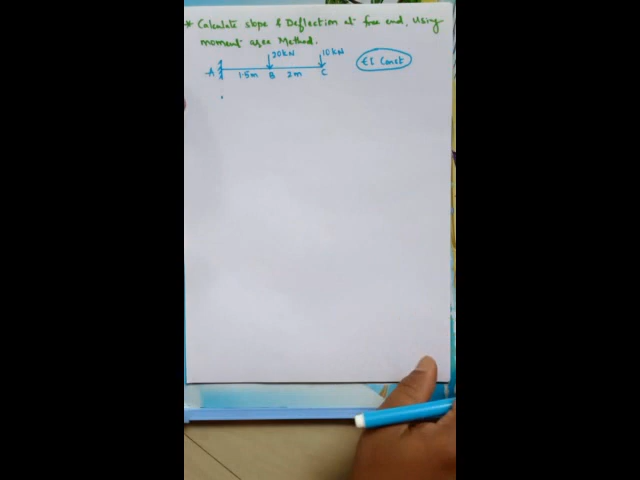 * Calculate slope & Deflection at free end, Using
moment area Method.
20kN 10kN
A 1.5m B 2m C
EI Const